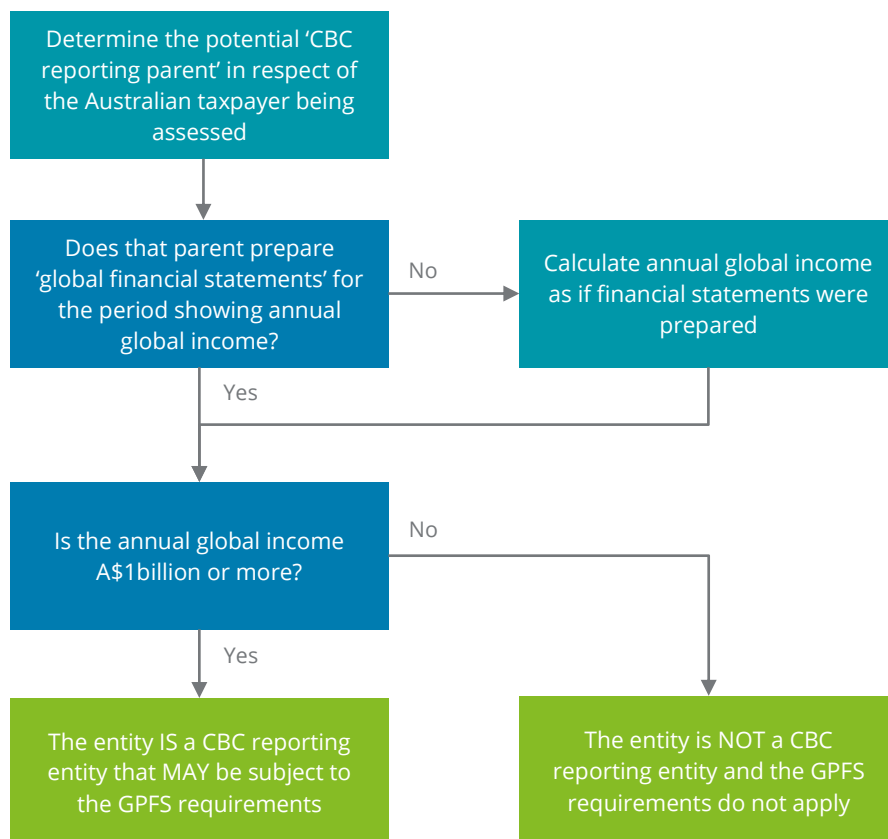 Determine the potential ‘CBC
reporting parent’ in respect of
the Australian taxpayer being
assessed
Does that parent prepare
‘global financial statements’ for
the period showing annual
global income?
No
Calculate annual global income
as if financial statements were
prepared
Yes
Is the annual global income
A$1billion or more?
No
Yes
The entity IS a CBC reporting
entity that MAY be subject to
the GPFS requirements
The entity is NOT a CBC
reporting entity and the GPFS
requirements do not apply